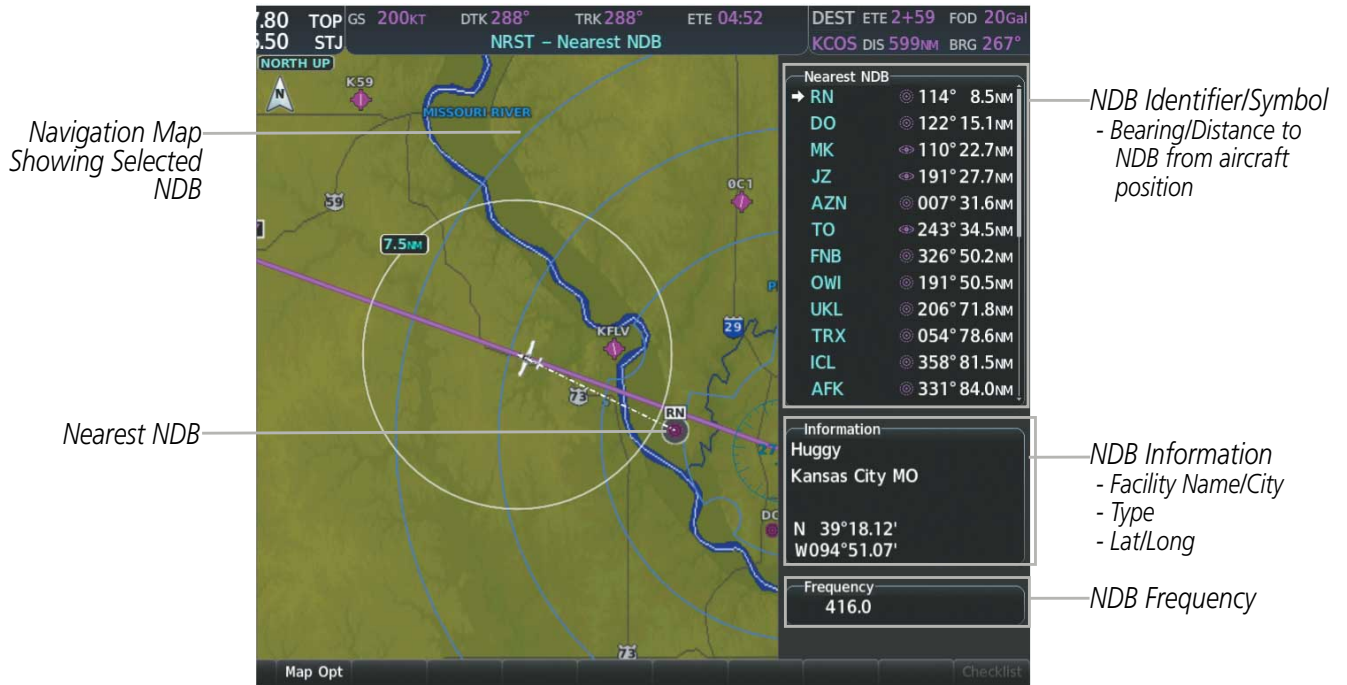 .80 TOP
.50 STJ
GS 200KT DTK 288° TRK 288° ETE 04:52
NRST – Nearest NDB
DEST ETE 2+59 FOD 20Gal
KCOS DIS 599NM BRG 267°
NORTH UP
N
K59
MISSOURI RIVER
59
0C1
7.5NM
KFLV
29
73
RN
27
DO
73
Nearest NDB
RN 114° 8.5NM
DO 122° 15.1NM
MK 110° 22.7NM
JZ 191° 27.7NM
AZN 007° 31.6NM
TO 243° 34.5NM
FNB 326° 50.2NM
OWI 191° 50.5NM
UKL 206° 71.8NM
TRX 054° 78.6NM
ICL 358° 81.5NM
AFK 331° 84.0NM
Information
Huggy
Kansas City MO
N 39°18.12'
W094°51.07'
Frequency
416.0
Map Opt
Checklist
Navigation Map
Showing Selected
NDB
Nearest NDB
NDB Identifier/Symbol
- Bearing/Distance to
NDB from aircraft
position
NDB Information
- Facility Name/City
- Type
- Lat/Long
NDB Frequency